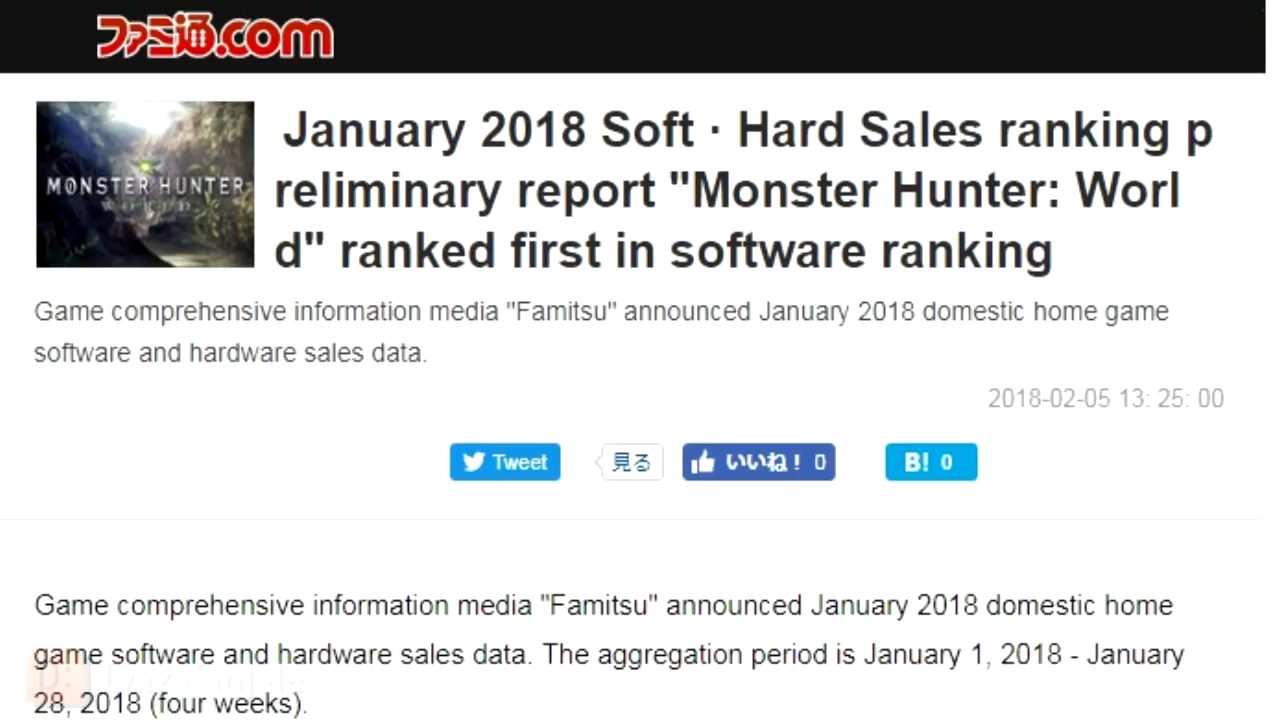 ファミ通.com
MONSTER HUNTER
WORLD
January 2018 Soft · Hard Sales ranking p
reliminary report "Monster Hunter: Worl
d" ranked first in software ranking
Game comprehensive information media "Famitsu" announced January 2018 domestic home game
software and hardware sales data.
2018-02-05 13: 25: 00
Tweet 見る いいね！ 0 B! 0
Game comprehensive information media "Famitsu" announced January 2018 domestic home
game software and hardware sales data. The aggregation period is January 1, 2018 - January
28, 2018 (four weeks).